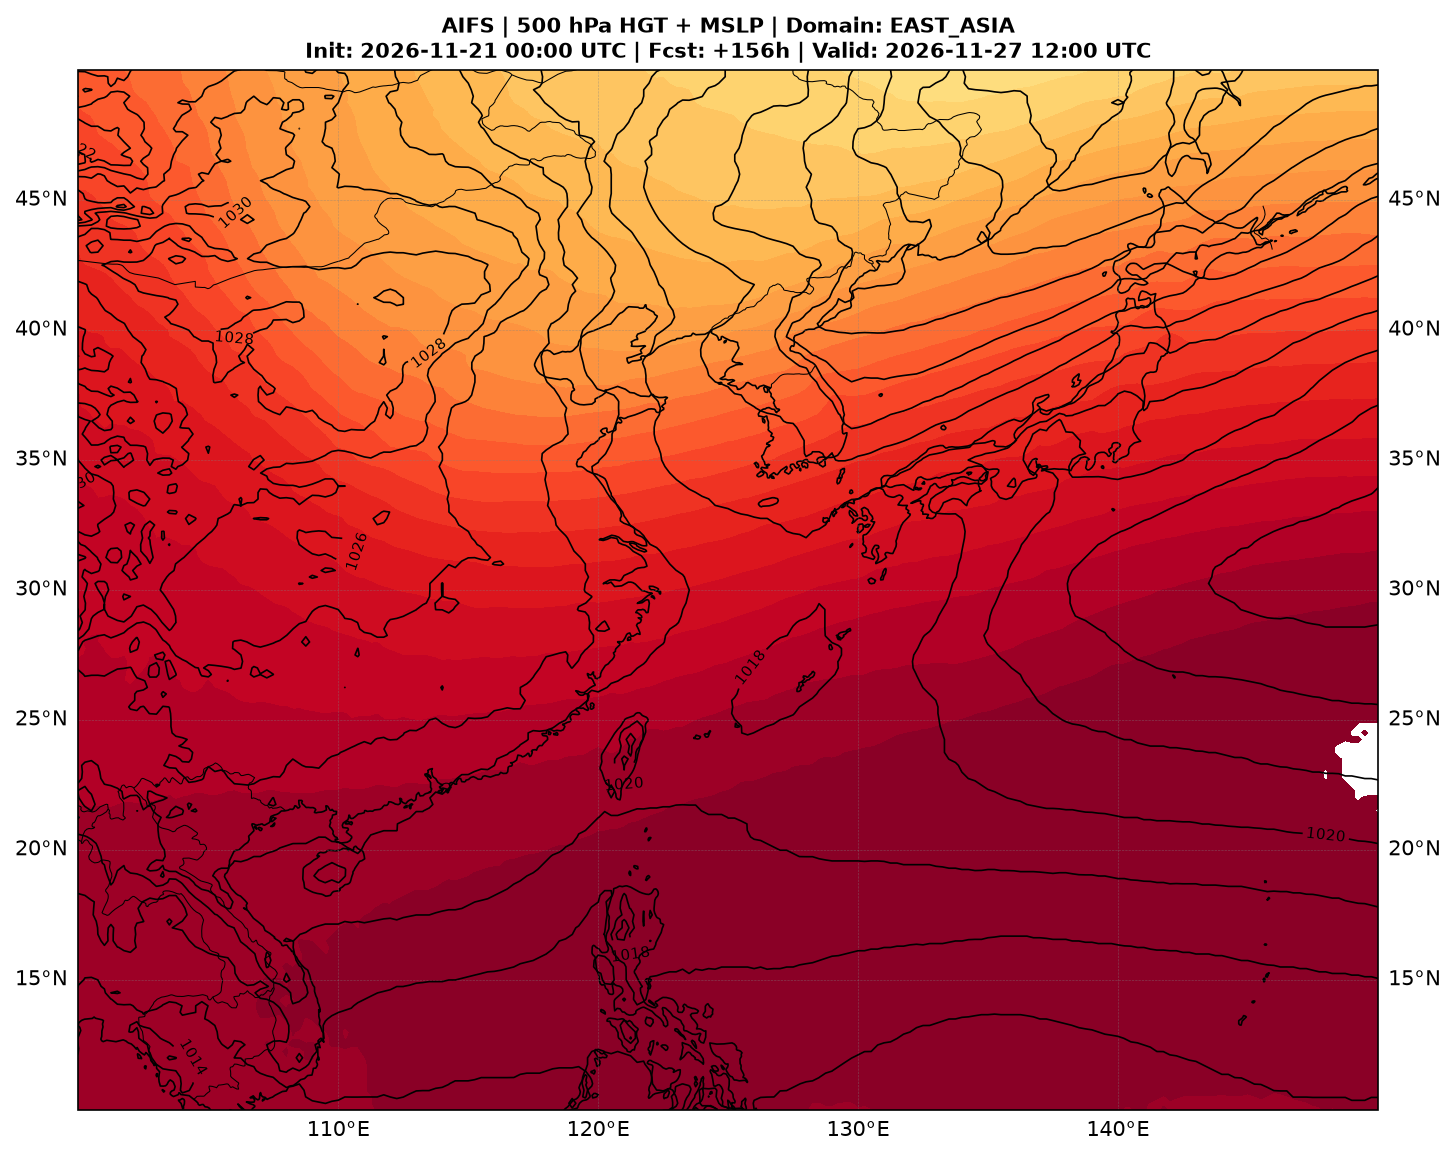 AIFS | 500 hPa HGT + MSLP | Domain: EAST_ASIA
Init: 2026-11-21 00:00 UTC | Fcst: +156h | Valid: 2026-11-27 12:00 UTC
1030
45°N 45°N
1028
1028
40°N 40°N
35°N 35°N
1026
30°N 30°N
1018
25°N 25°N
1020
1020
20°N 20°N
1018
15°N 15°N
1014
110°E 120°E 130°E 140°E